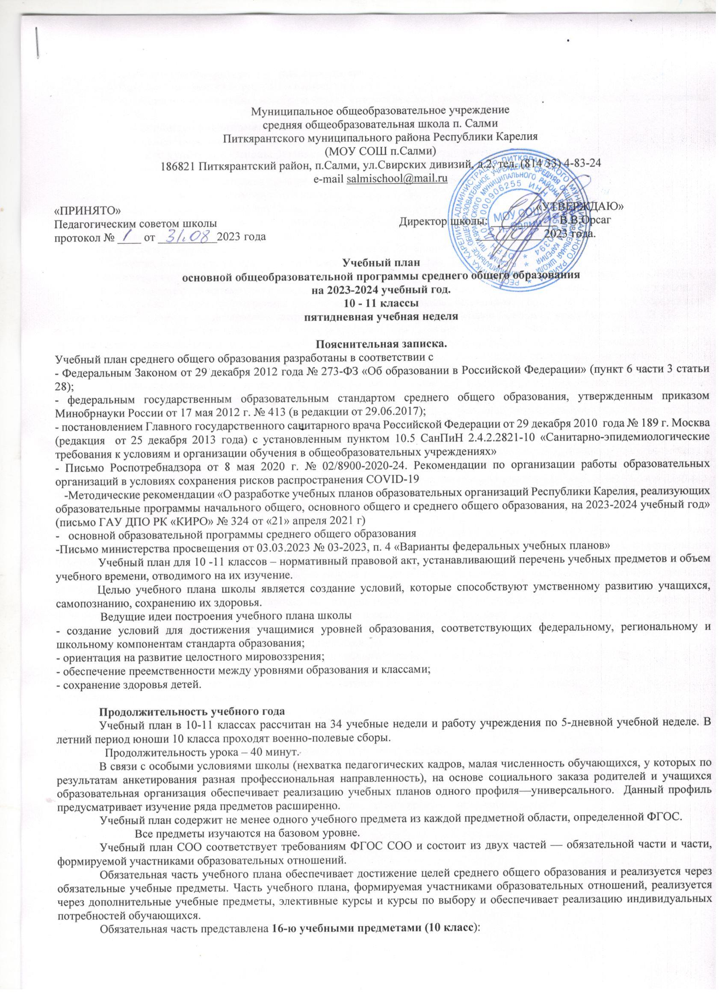 Муниципальное общеобразовательное учреждение
средняя общеобразовательная школа п. Салми
Питкярантского муниципального района Республики Карелия
(МОУ СОШ п.Салми)
186821 Питкярантский район, п.Салми, ул.Свирских дивизий, д.2, тел. (814 33) 4-83-24
e-mail salmischool@mail.ru
«ПРИНЯТО»
Педагогическим советом школы
протокол № 1 от 31.08 2023 года
«УТВЕРЖДАЮ»
Директор школы: ___________ В.В.Орсаг
___________ 2023 года.
МОУ СОШ
п. Салми
Учебный план
основной общеобразовательной программы среднего общего образования
на 2023-2024 учебный год.
10 - 11 классы
пятидневная учебная неделя
Пояснительная записка.
Учебный план среднего общего образования разработаны в соответствии с
- Федеральным Законом от 29 декабря 2012 года № 273-ФЗ «Об образовании в Российской Федерации» (пункт 6 части 3 статьи
28);
- федеральным государственным образовательным стандартом среднего общего образования, утвержденным приказом
Минобрнауки России от 17 мая 2012 г. № 413 (в редакции от 29.06.2017);
- постановлением Главного государственного санитарного врача Российской Федерации от 29 декабря 2010 года № 189 г. Москва
(редакция от 25 декабря 2013 года) с установленным пунктом 10.5 СанПиН 2.4.2.2821-10 «Санитарно-эпидемиологические
требования к условиям и организации обучения в общеобразовательных учреждениях»
- Письмо Роспотребнадзора от 8 мая 2020 г. № 02/8900-2020-24. Рекомендации по организации работы образовательных
организаций в условиях сохранения рисков распространения COVID-19
-Методические рекомендации «О разработке учебных планов образовательных организаций Республики Карелия, реализующих
образовательные программы начального общего, основного общего и среднего общего образования, на 2023-2024 учебный год»
(письмо ГАУ ДПО РК «КИРО» № 324 от «21» апреля 2021 г)
- основной образовательной программы среднего общего образования
-Письмо министерства просвещения от 03.03.2023 № 03-2023, п. 4 «Варианты федеральных учебных планов»
Учебный план для 10 -11 классов – нормативный правовой акт, устанавливающий перечень учебных предметов и объем
учебного времени, отводимого на их изучение.
Целью учебного плана школы является создание условий, которые способствуют умственному развитию учащихся,
самопознанию, сохранению их здоровья.
Ведущие идеи построения учебного плана школы
- создание условий для достижения учащимися уровней образования, соответствующих федеральному, региональному и
школьному компонентам стандарта образования;
- ориентация на развитие целостного мировоззрения;
- обеспечение преемственности между уровнями образования и классами;
- сохранение здоровья детей.
Продолжительность учебного года
Учебный план в 10-11 классах рассчитан на 34 учебные недели и работу учреждения по 5-дневной учебной неделе. В
летний период юноши 10 класса проходят военно-полевые сборы.
Продолжительность урока – 40 минут.
В связи с особыми условиями школы (нехватка педагогических кадров, малая численность обучающихся, у которых по
результатам анкетирования разная профессиональная направленность), на основе социального заказа родителей и учащихся
образовательная организация обеспечивает реализацию учебных планов одного профиля—универсального. Данный профиль
предусматривает изучение ряда предметов расширенно.
Учебный план содержит не менее одного учебного предмета из каждой предметной области, определенной ФГОС.
Все предметы изучаются на базовом уровне.
Учебный план СОО соответствует требованиям ФГОС СОО и состоит из двух частей — обязательной части и части,
формируемой участниками образовательных отношений.
Обязательная часть учебного плана обеспечивает достижение целей среднего общего образования и реализуется через
обязательные учебные предметы. Часть учебного плана, формируемая участниками образовательных отношений, реализуется
через дополнительные учебные предметы, элективные курсы и курсы по выбору и обеспечивает реализацию индивидуальных
потребностей обучающихся.
Обязательная часть представлена 16-ю учебными предметами (10 класс):